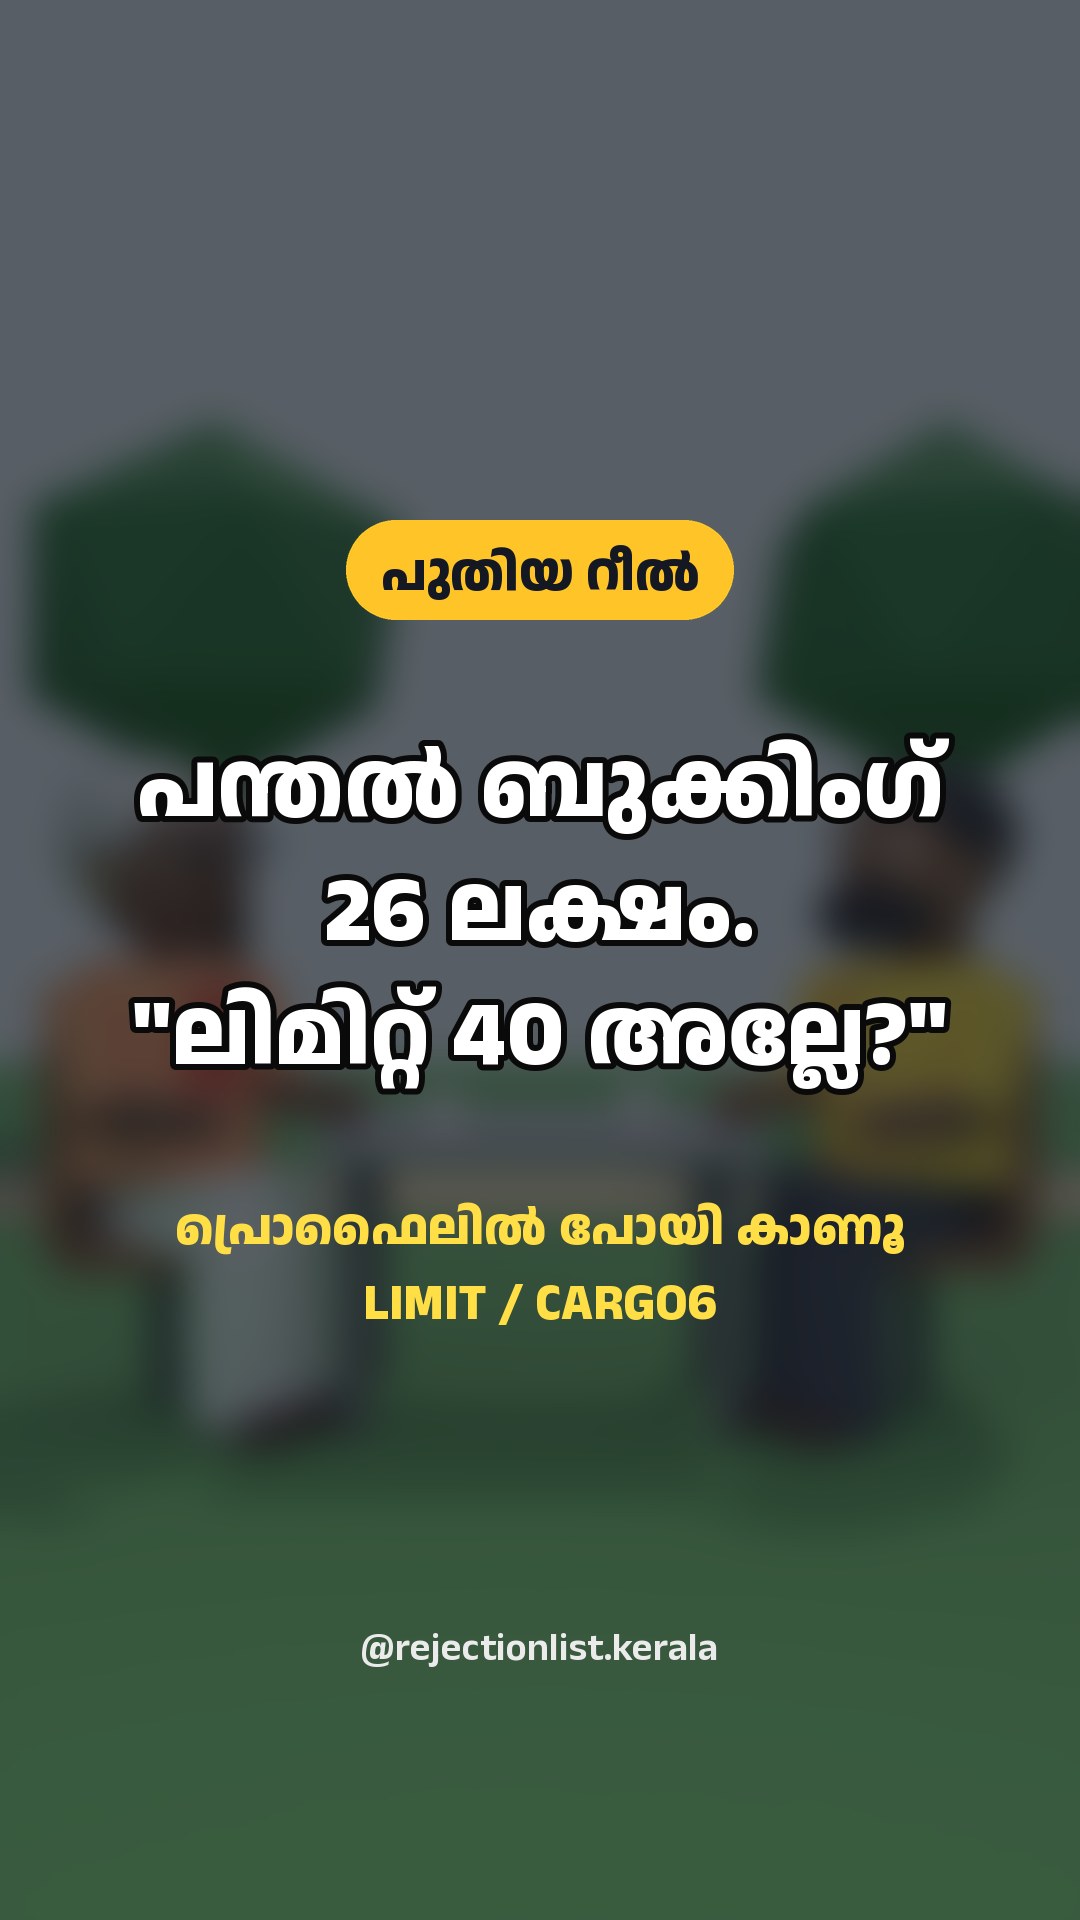 പുതിയ റീൽ
പന്തൽ ബുക്കിംഗ്
26 ലക്ഷം.
"ലിമിറ്റ് 40 അല്ലേ?"
പ്രൊഫൈലിൽ പോയി കാണൂ
LIMIT / CARGO6
@rejectionlist.kerala